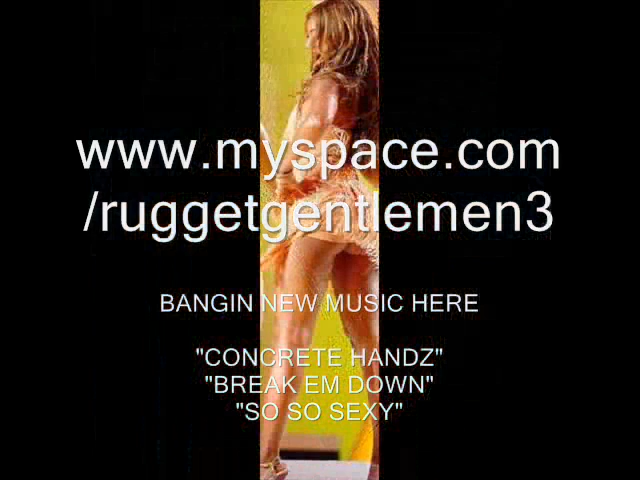 www.myspace.com
/ruggetgentlemen3
BANGIN NEW MUSIC HERE
"CONCRETE HANDZ"
"BREAK EM DOWN"
"SO SO SEXY"